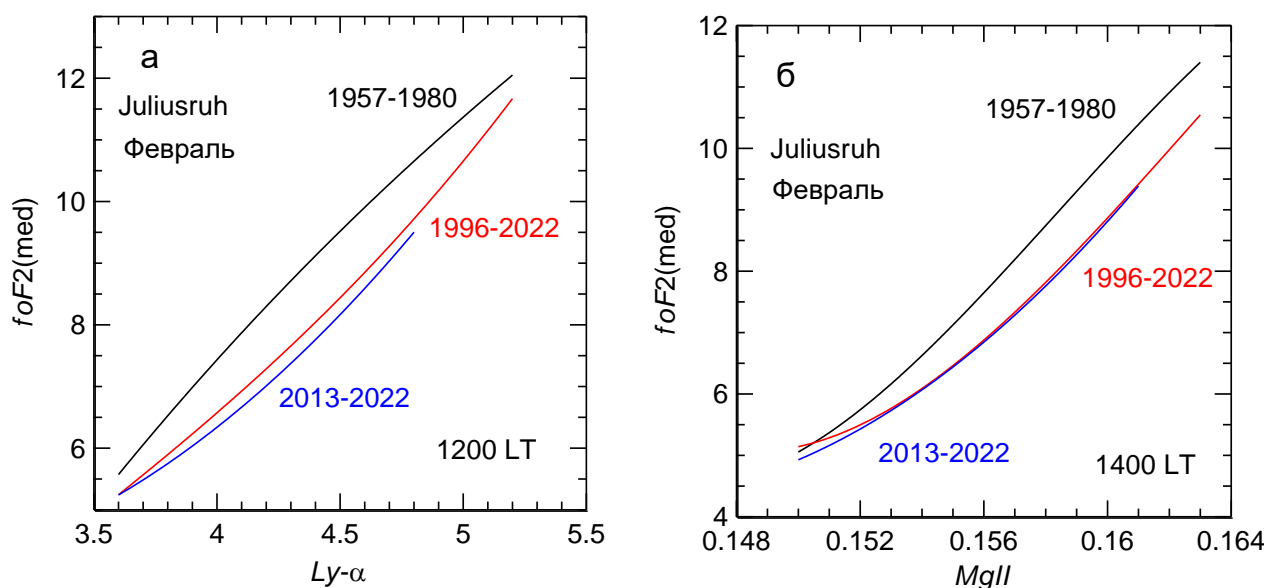 а
Juliusruh
Февраль
1957-1980
1996-2022
2013-2022
1200 LT
foF2(med)
12
10
8
6
3.5 4 4.5 5 5.5
Ly-α
б
Juliusruh
Февраль
1957-1980
1996-2022
2013-2022
1400 LT
foF2(med)
12
10
8
6
4
0.148 0.152 0.156 0.16 0.164
MgII